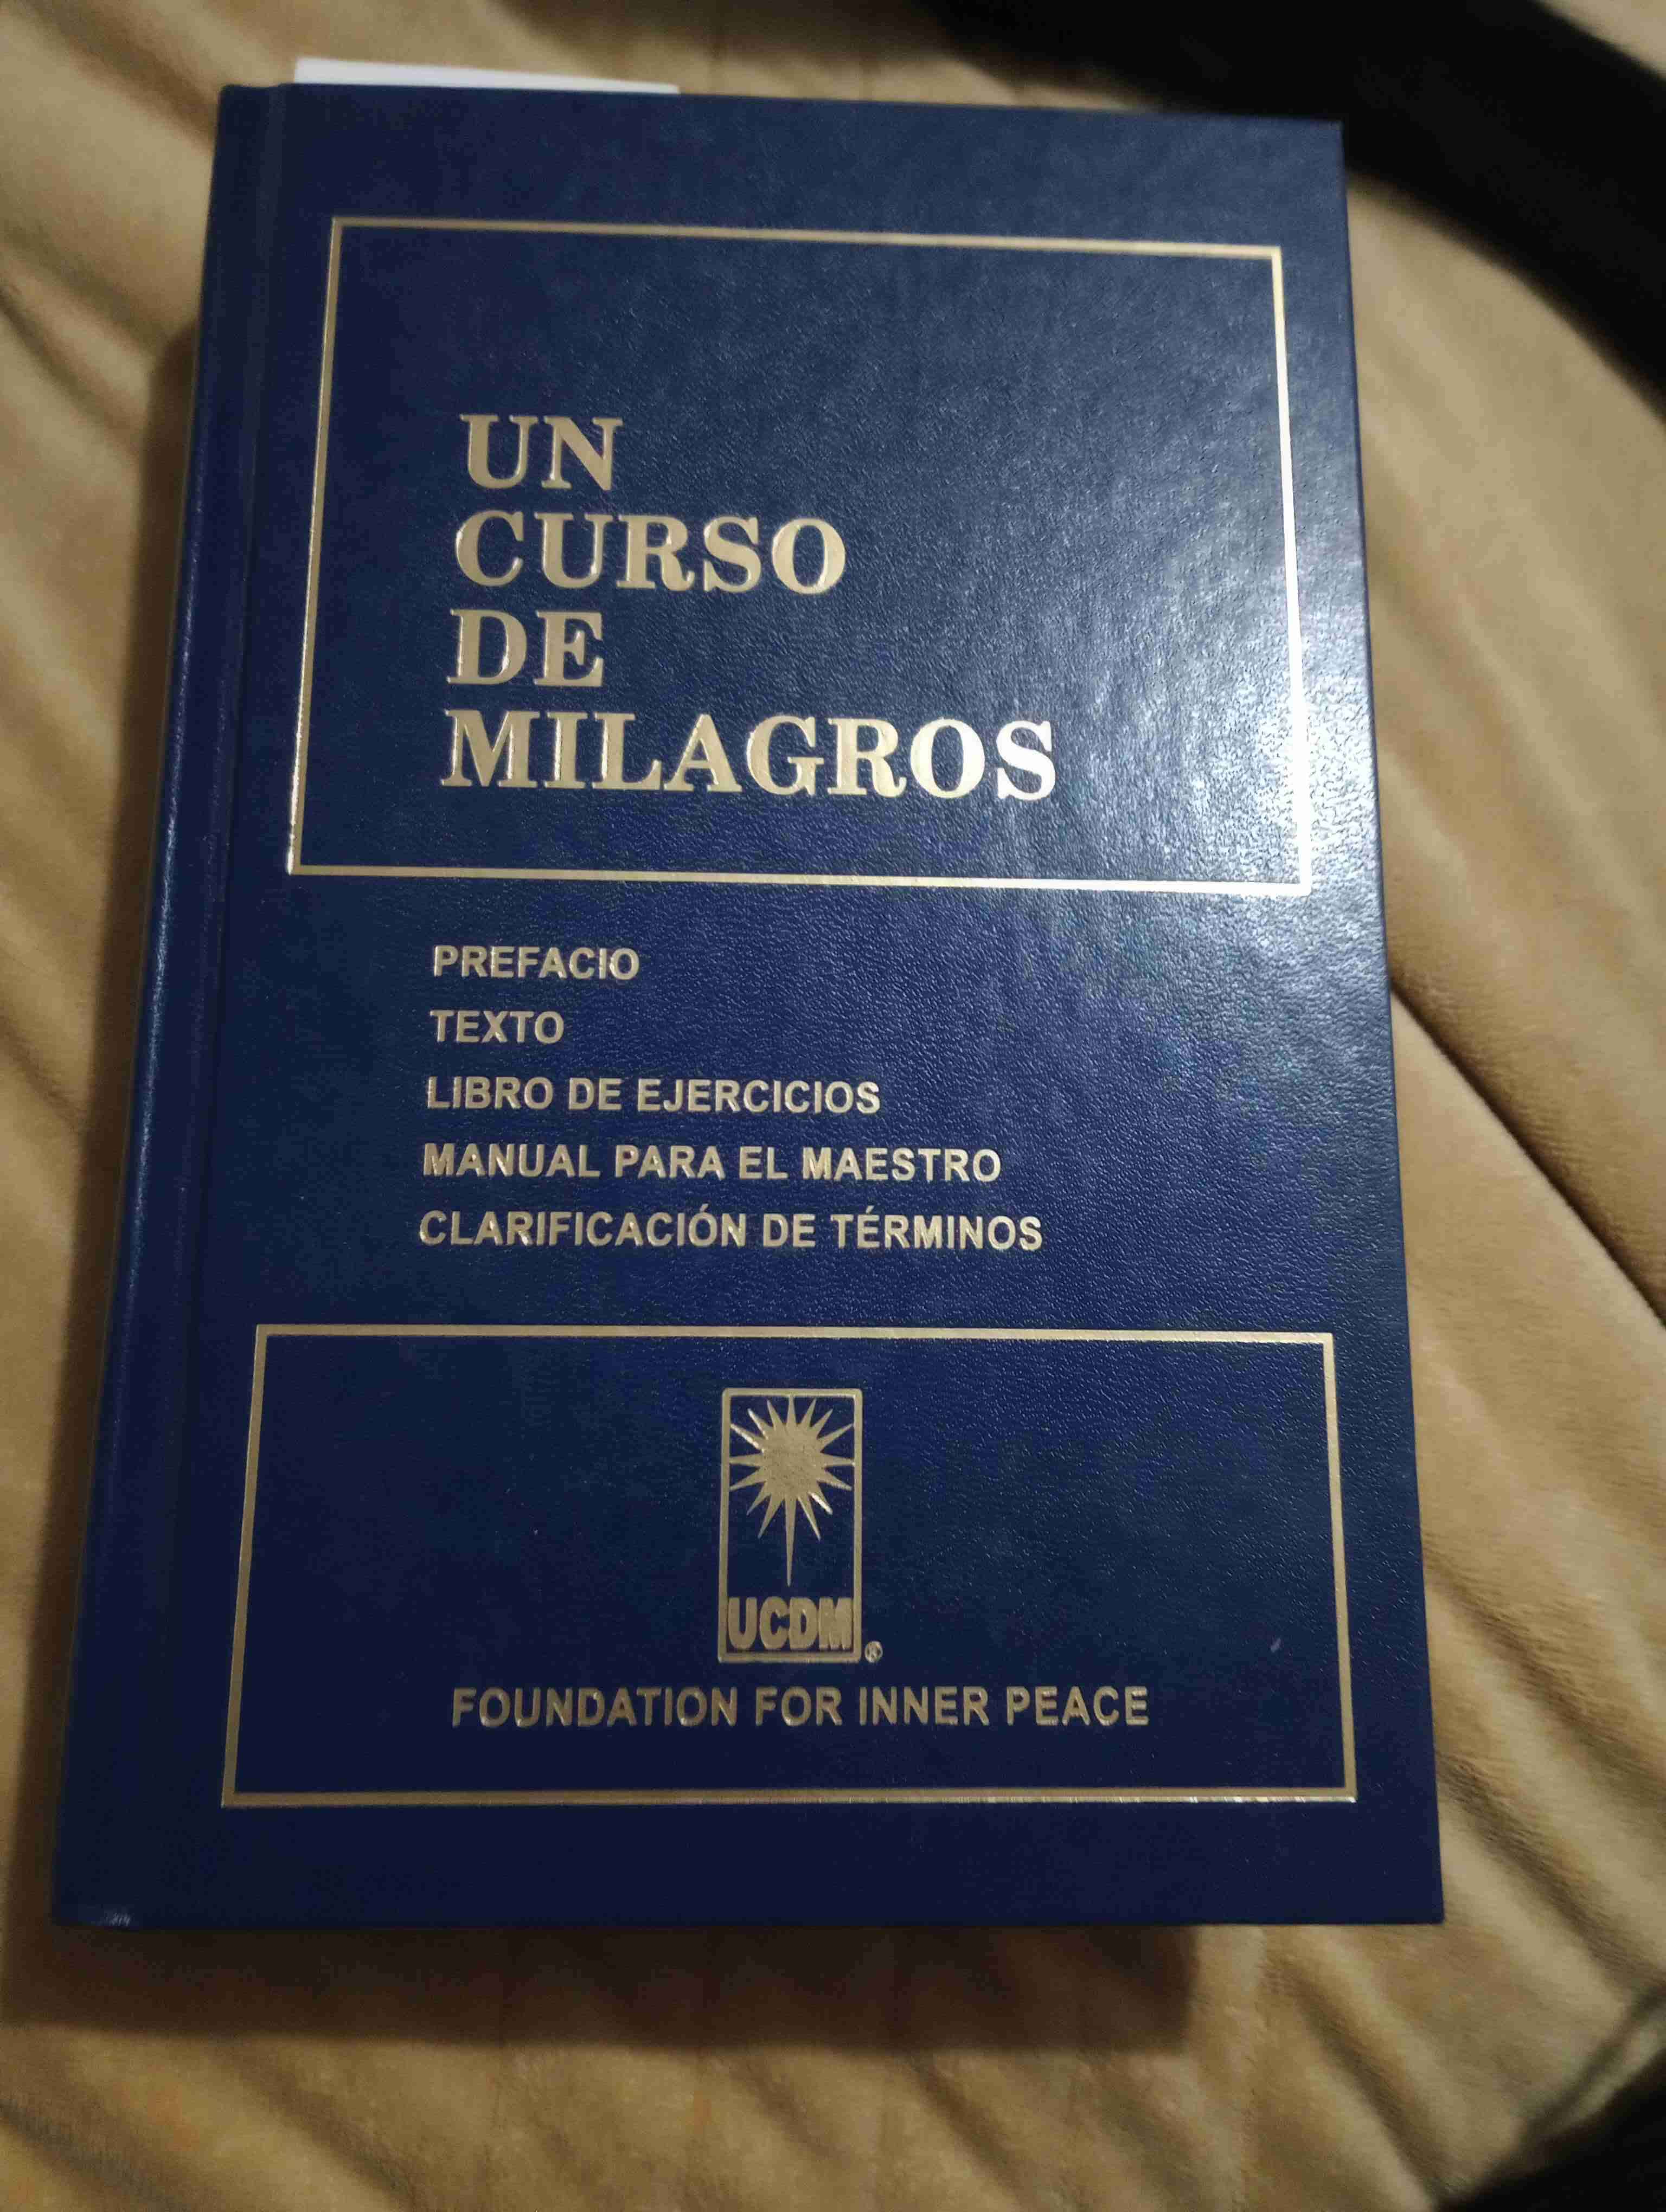 UN
CURSO
DE
MILAGROS
PREFACIO
TEXTO
LIBRO DE EJERCICIOS
MANUAL PARA EL MAESTRO
CLARIFICACIÓN DE TÉRMINOS
UCDM®
FOUNDATION FOR INNER PEACE